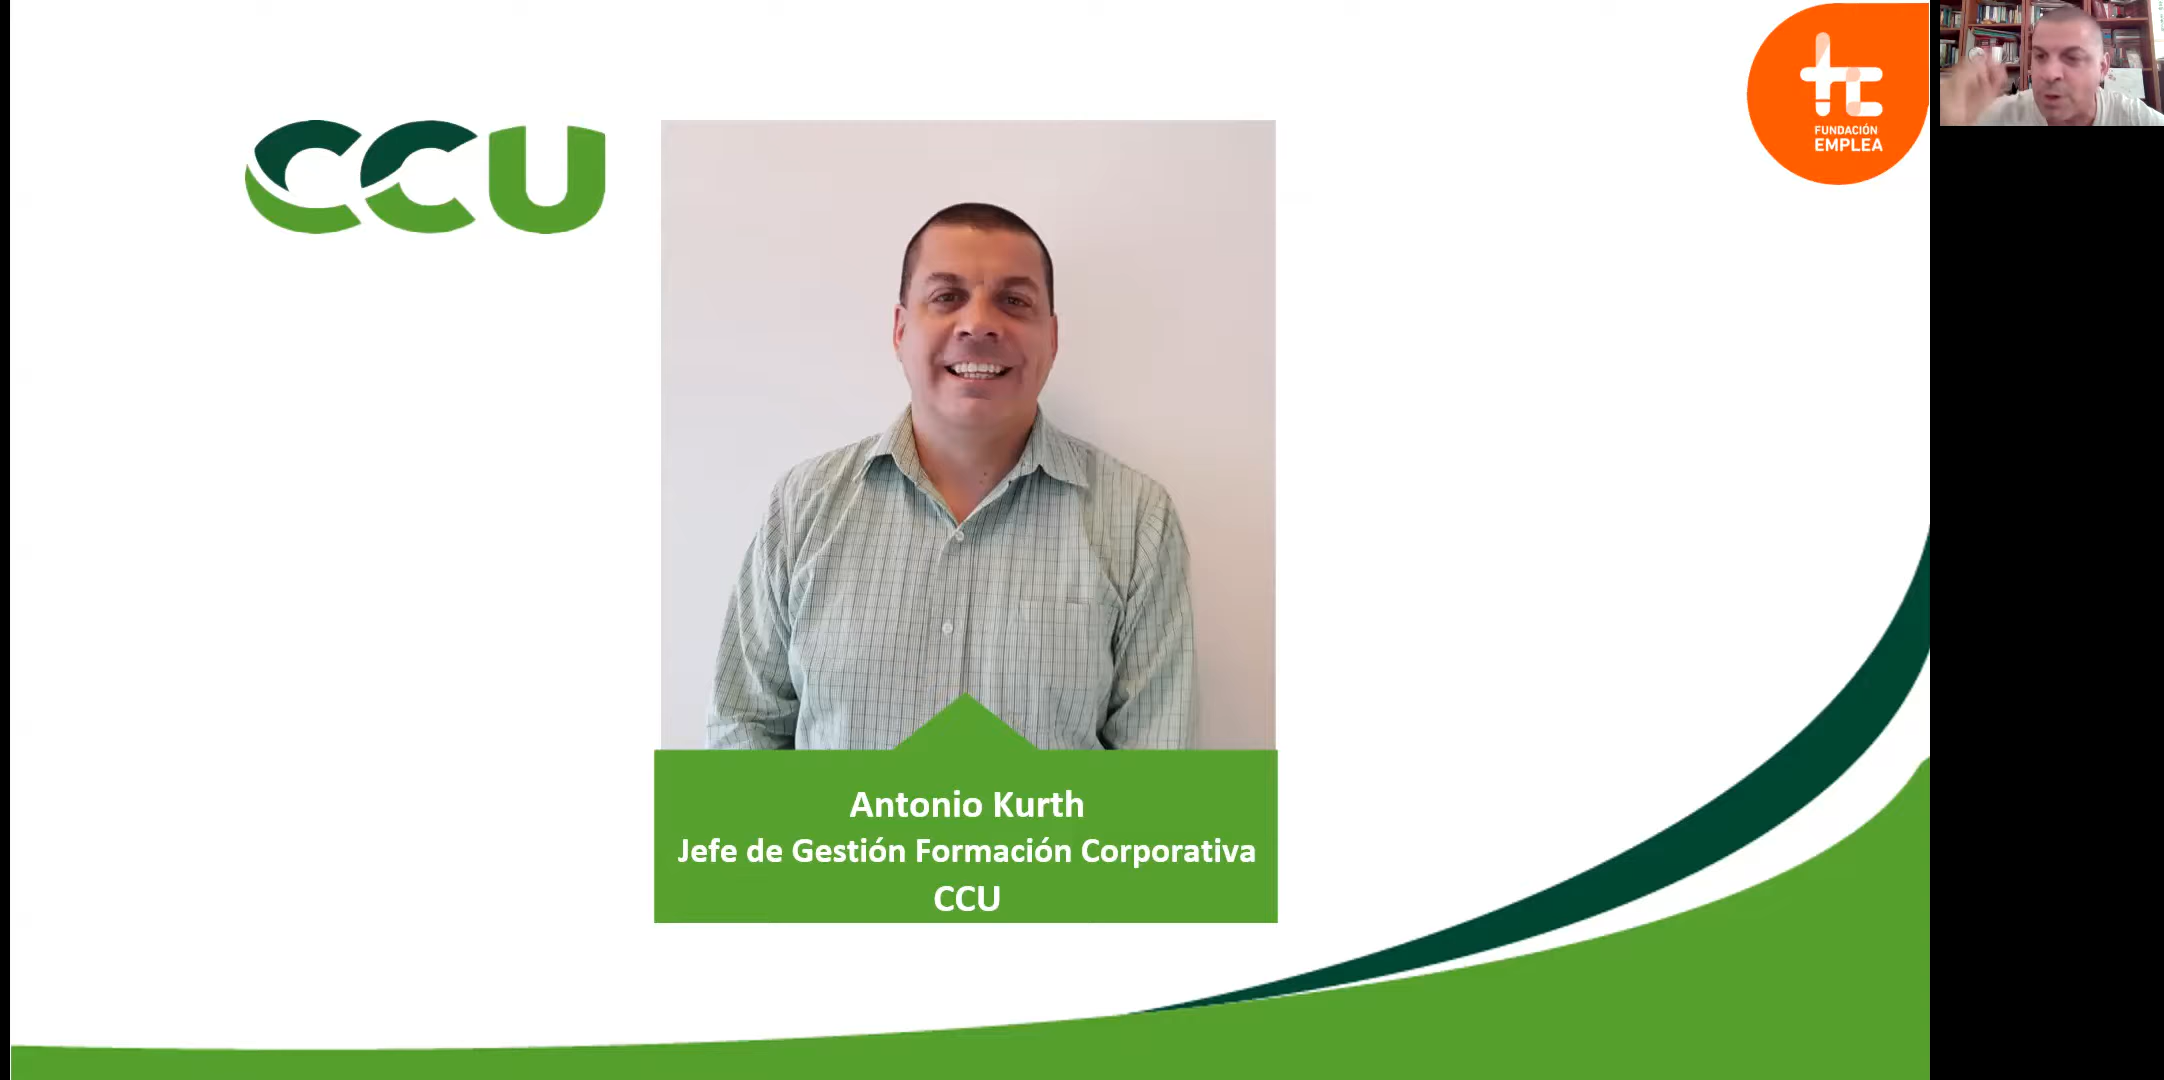 CCU
FUNDACIÓN
EMPLEA
Antonio Kurth
Jefe de Gestión Formación Corporativa
CCU